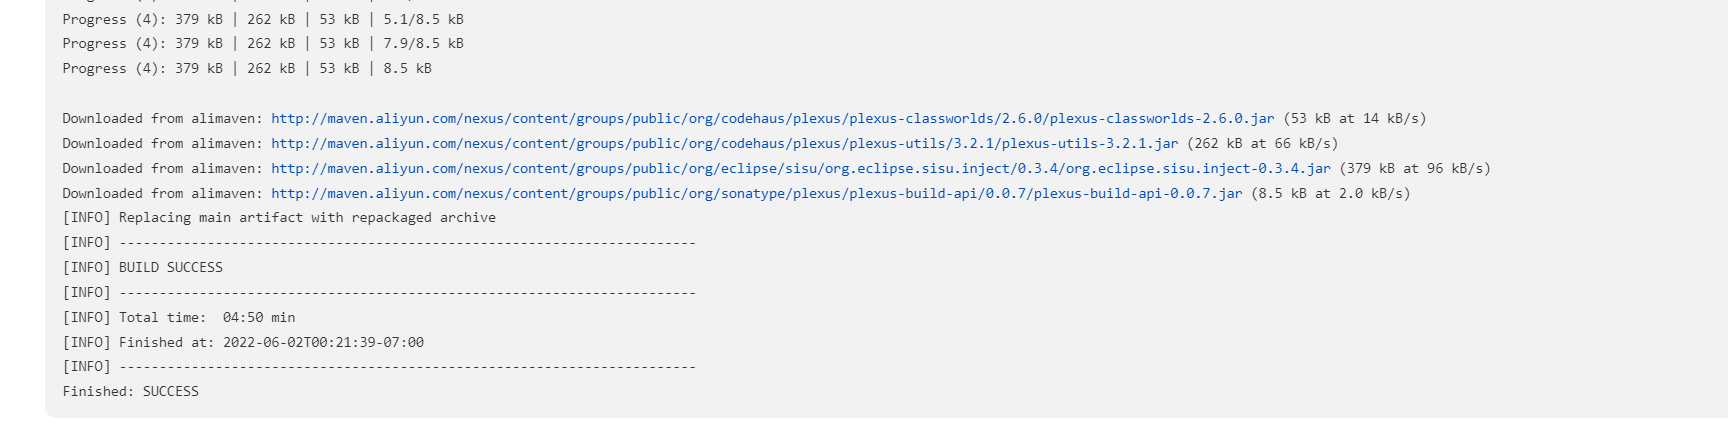 Progress (4): 379 kB | 262 kB | 53 kB | 5.1/8.5 kB
Progress (4): 379 kB | 262 kB | 53 kB | 7.9/8.5 kB
Progress (4): 379 kB | 262 kB | 53 kB | 8.5 kB
Downloaded from alimaven: http://maven.aliyun.com/nexus/content/groups/public/org/codehaus/plexus/plexus-classworlds/2.6.0/plexus-classworlds-2.6.0.jar (53 kB at 14 kB/s)
Downloaded from alimaven: http://maven.aliyun.com/nexus/content/groups/public/org/codehaus/plexus/plexus-utils/3.2.1/plexus-utils-3.2.1.jar (262 kB at 66 kB/s)
Downloaded from alimaven: http://maven.aliyun.com/nexus/content/groups/public/org/eclipse/sisu/org.eclipse.sisu.inject/0.3.4/org.eclipse.sisu.inject-0.3.4.jar (379 kB at 96 kB/s)
Downloaded from alimaven: http://maven.aliyun.com/nexus/content/groups/public/org/sonatype/plexus/plexus-build-api/0.0.7/plexus-build-api-0.0.7.jar (8.5 kB at 2.0 kB/s)
[INFO] Replacing main artifact with repackaged archive
[INFO] ------------------------------------------------------------------------
[INFO] BUILD SUCCESS
[INFO] ------------------------------------------------------------------------
[INFO] Total time:  04:50 min
[INFO] Finished at: 2022-06-02T00:21:39-07:00
[INFO] ------------------------------------------------------------------------
Finished: SUCCESS